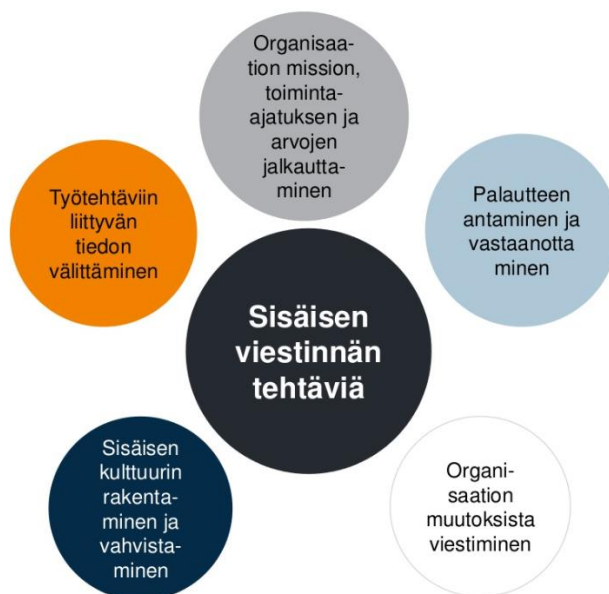 Organisaa-
tion mission,
toiminta-
ajatuksen ja
arvojen
jalkautta-
minen
Työtehtäviin
liittyvän
tiedon
välittäminen
Palautteen
antaminen ja
vastaanotta
minen
Sisäisen
viestinnän
tehtäviä
Sisäisen
kulttuurin
rakenta-
minen ja
vahvista-
minen
Organi-
saation
muutoksista
viestiminen